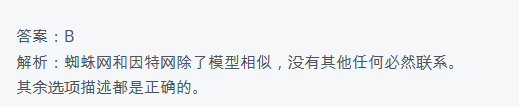 答案：B
解析：蜘蛛网和因特网除了模型相似，没有其他任何必然联系。
其余选项描述都是正确的。